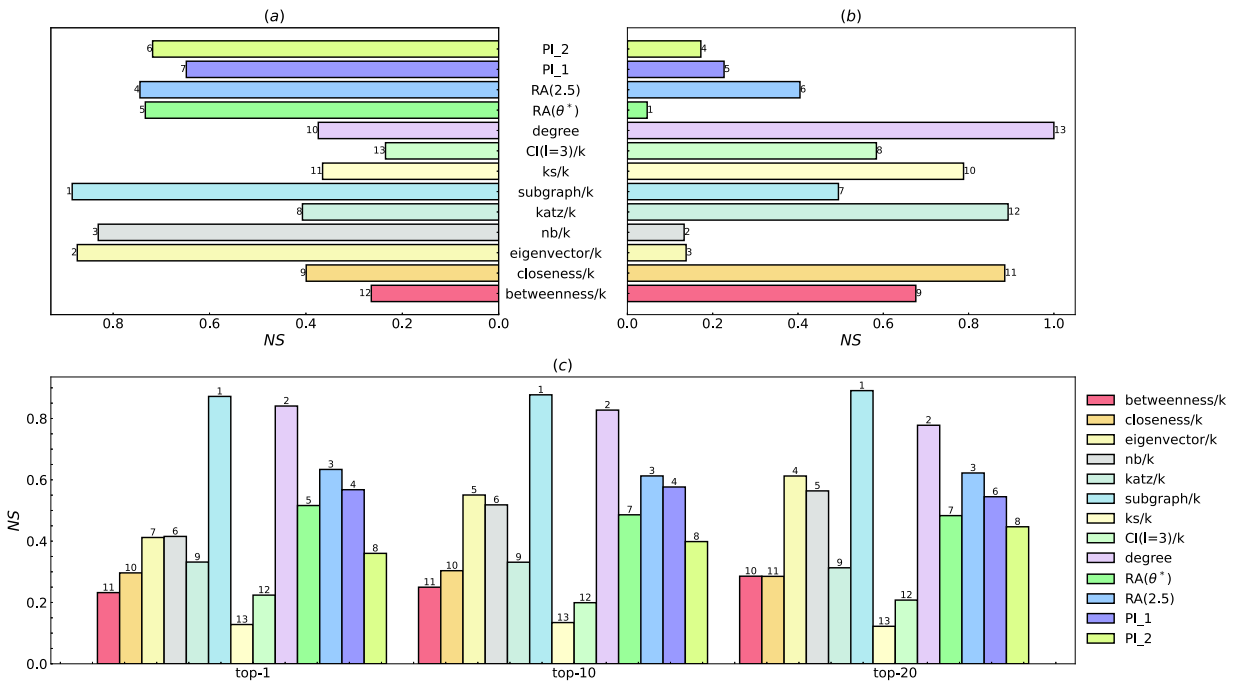 (a)
(b)
6 PI_2 4
7 PI_1 5
4 RA(2.5) 6
5 RA(θ*) 1
10 degree 13
13 CI(l=3)/k 8
11 ks/k 10
1 subgraph/k 7
8 katz/k 12
3 nb/k 2
2 eigenvector/k 3
9 closeness/k 11
12 betweenness/k 9
0.8 0.6 0.4 0.2 0.0
0.0 0.2 0.4 0.6 0.8 1.0
NS
NS
(c)
NS
0.8
0.6
0.4
0.2
0.0
11 10 7 6 9 1 13 12 2 5 3 4 8
11 10 5 6 9 1 13 12 2 7 3 4 8
10 11 4 5 9 1 13 12 2 7 3 6 8
top-1
top-10
top-20
betweenness/k
closeness/k
eigenvector/k
nb/k
katz/k
subgraph/k
ks/k
CI(l=3)/k
degree
RA(θ*)
RA(2.5)
PI_1
PI_2